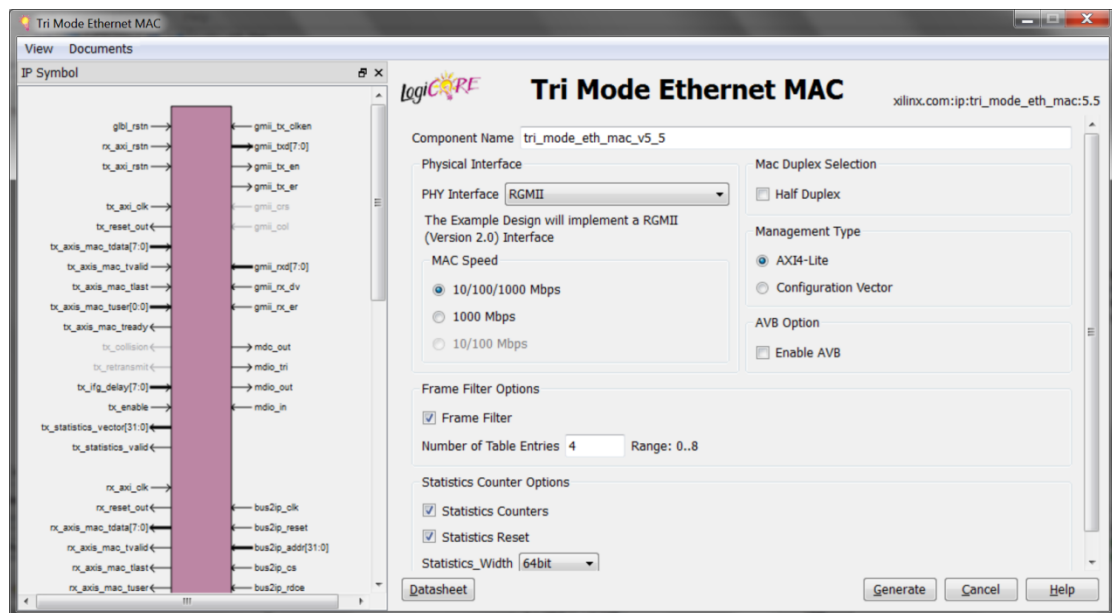 Tri Mode Ethernet MAC
View Documents
IP Symbol
glbl_rstn
rx_axi_rstn
tx_axi_rstn
tx_axi_clk
tx_reset_out
tx_axis_mac_tdata[7:0]
tx_axis_mac_tvalid
tx_axis_mac_tlast
tx_axis_mac_tuser[0:0]
tx_axis_mac_tready
tx_collision
tx_retransmit
tx_ifg_delay[7:0]
tx_enable
tx_statistics_vector[31:0]
tx_statistics_valid
rx_axi_clk
rx_reset_out
rx_axis_mac_tdata[7:0]
rx_axis_mac_tvalid
rx_axis_mac_tlast
rx_axis_mac_tuser
gmii_tx_clken
gmii_txd[7:0]
gmii_tx_en
gmii_tx_er
gmii_crs
gmii_col
gmii_rxd[7:0]
gmii_rx_dv
gmii_rx_er
mdc_out
mdio_tri
mdio_out
mdio_in
bus2ip_clk
bus2ip_reset
bus2ip_addr[31:0]
bus2ip_cs
bus2ip_rdce
logiCORE
Tri Mode Ethernet MAC
xilinx.com:ip:tri_mode_eth_mac:5.5
Component Name tri_mode_eth_mac_v5_5
Physical Interface
PHY Interface RGMII
The Example Design will implement a RGMII
(Version 2.0) Interface
MAC Speed
10/100/1000 Mbps
1000 Mbps
10/100 Mbps
Mac Duplex Selection
Half Duplex
Management Type
AXI4-Lite
Configuration Vector
AVB Option
Enable AVB
Frame Filter Options
Frame Filter
Number of Table Entries 4 Range: 0..8
Statistics Counter Options
Statistics Counters
Statistics Reset
Statistics_Width 64bit
Datasheet
Generate Cancel Help